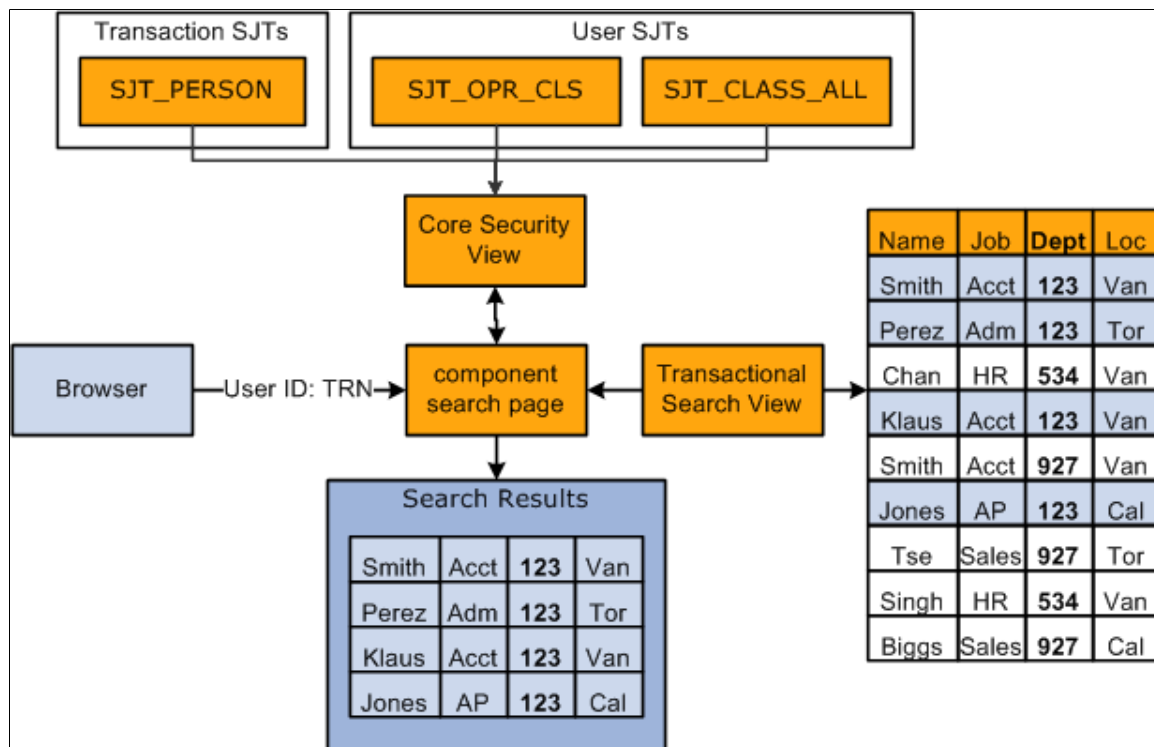 Transaction SJTs
User SJTs
SJT_PERSON
SJT_OPR_CLS
SJT_CLASS_ALL
Core Security
View
Browser
User ID: TRN
component
search page
Transactional
Search View
Name Job Dept Loc
Smith Acct 123 Van
Perez Adm 123 Tor
Chan HR 534 Van
Klaus Acct 123 Van
Smith Acct 927 Van
Jones AP 123 Cal
Tse Sales 927 Tor
Singh HR 534 Van
Biggs Sales 927 Cal
Search Results
Smith Acct 123 Van
Perez Adm 123 Tor
Klaus Acct 123 Van
Jones AP 123 Cal